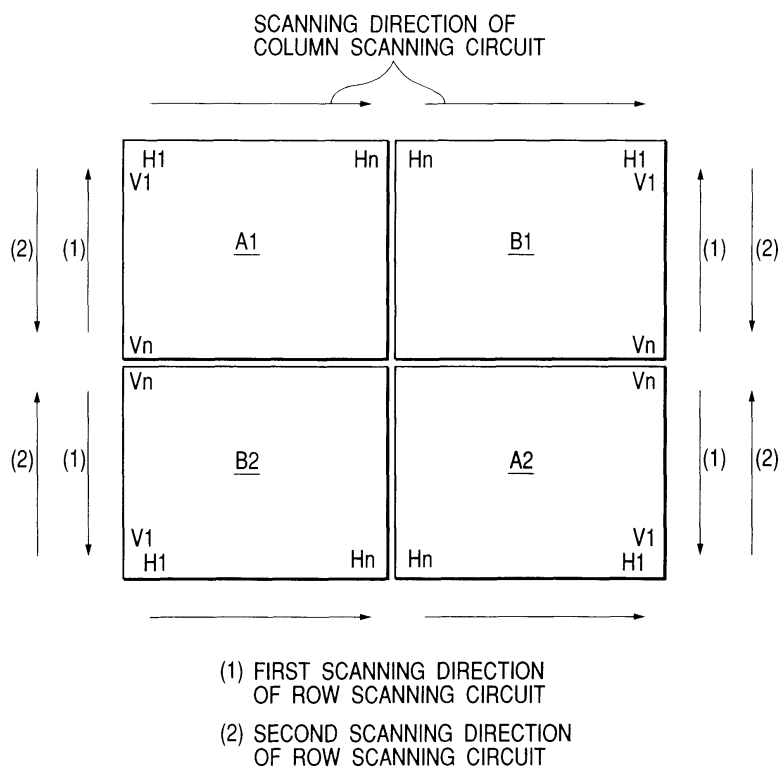 SCANNING DIRECTION OF
COLUMN SCANNING CIRCUIT
H1 Hn Hn H1
V1 V1
(2) (1) A1 B1 (1) (2)
Vn Vn
Vn Vn
(2) (1) B2 A2 (1) (2)
V1 V1
H1 Hn Hn H1
(1) FIRST SCANNING DIRECTION
OF ROW SCANNING CIRCUIT
(2) SECOND SCANNING DIRECTION
OF ROW SCANNING CIRCUIT